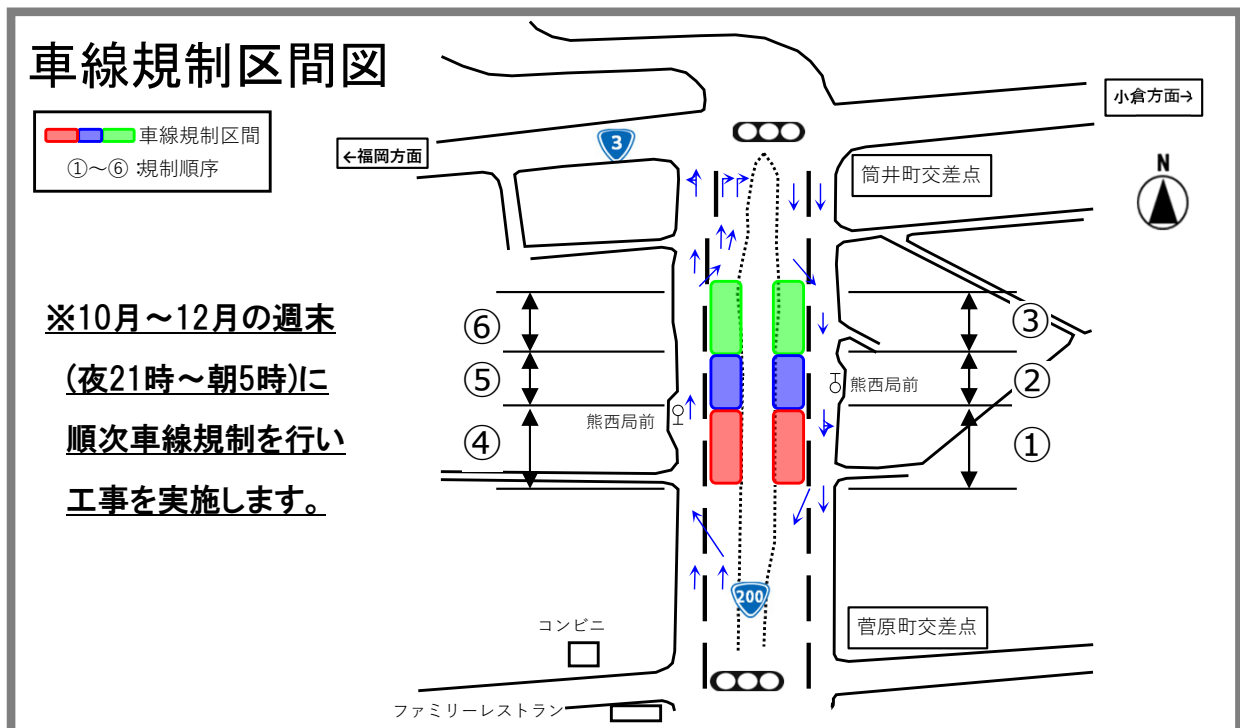 車線規制区間図
車線規制区間
①～⑥ :規制順序
←福岡方面
3
小倉方面→
筒井町交差点
N
※10月～12月の週末
(夜21時～朝5時)に
順次車線規制を行い
工事を実施します。
⑥
⑤
④
③
②
①
熊西局前
熊西局前
200
菅原町交差点
コンビニ
ファミリーレストラン